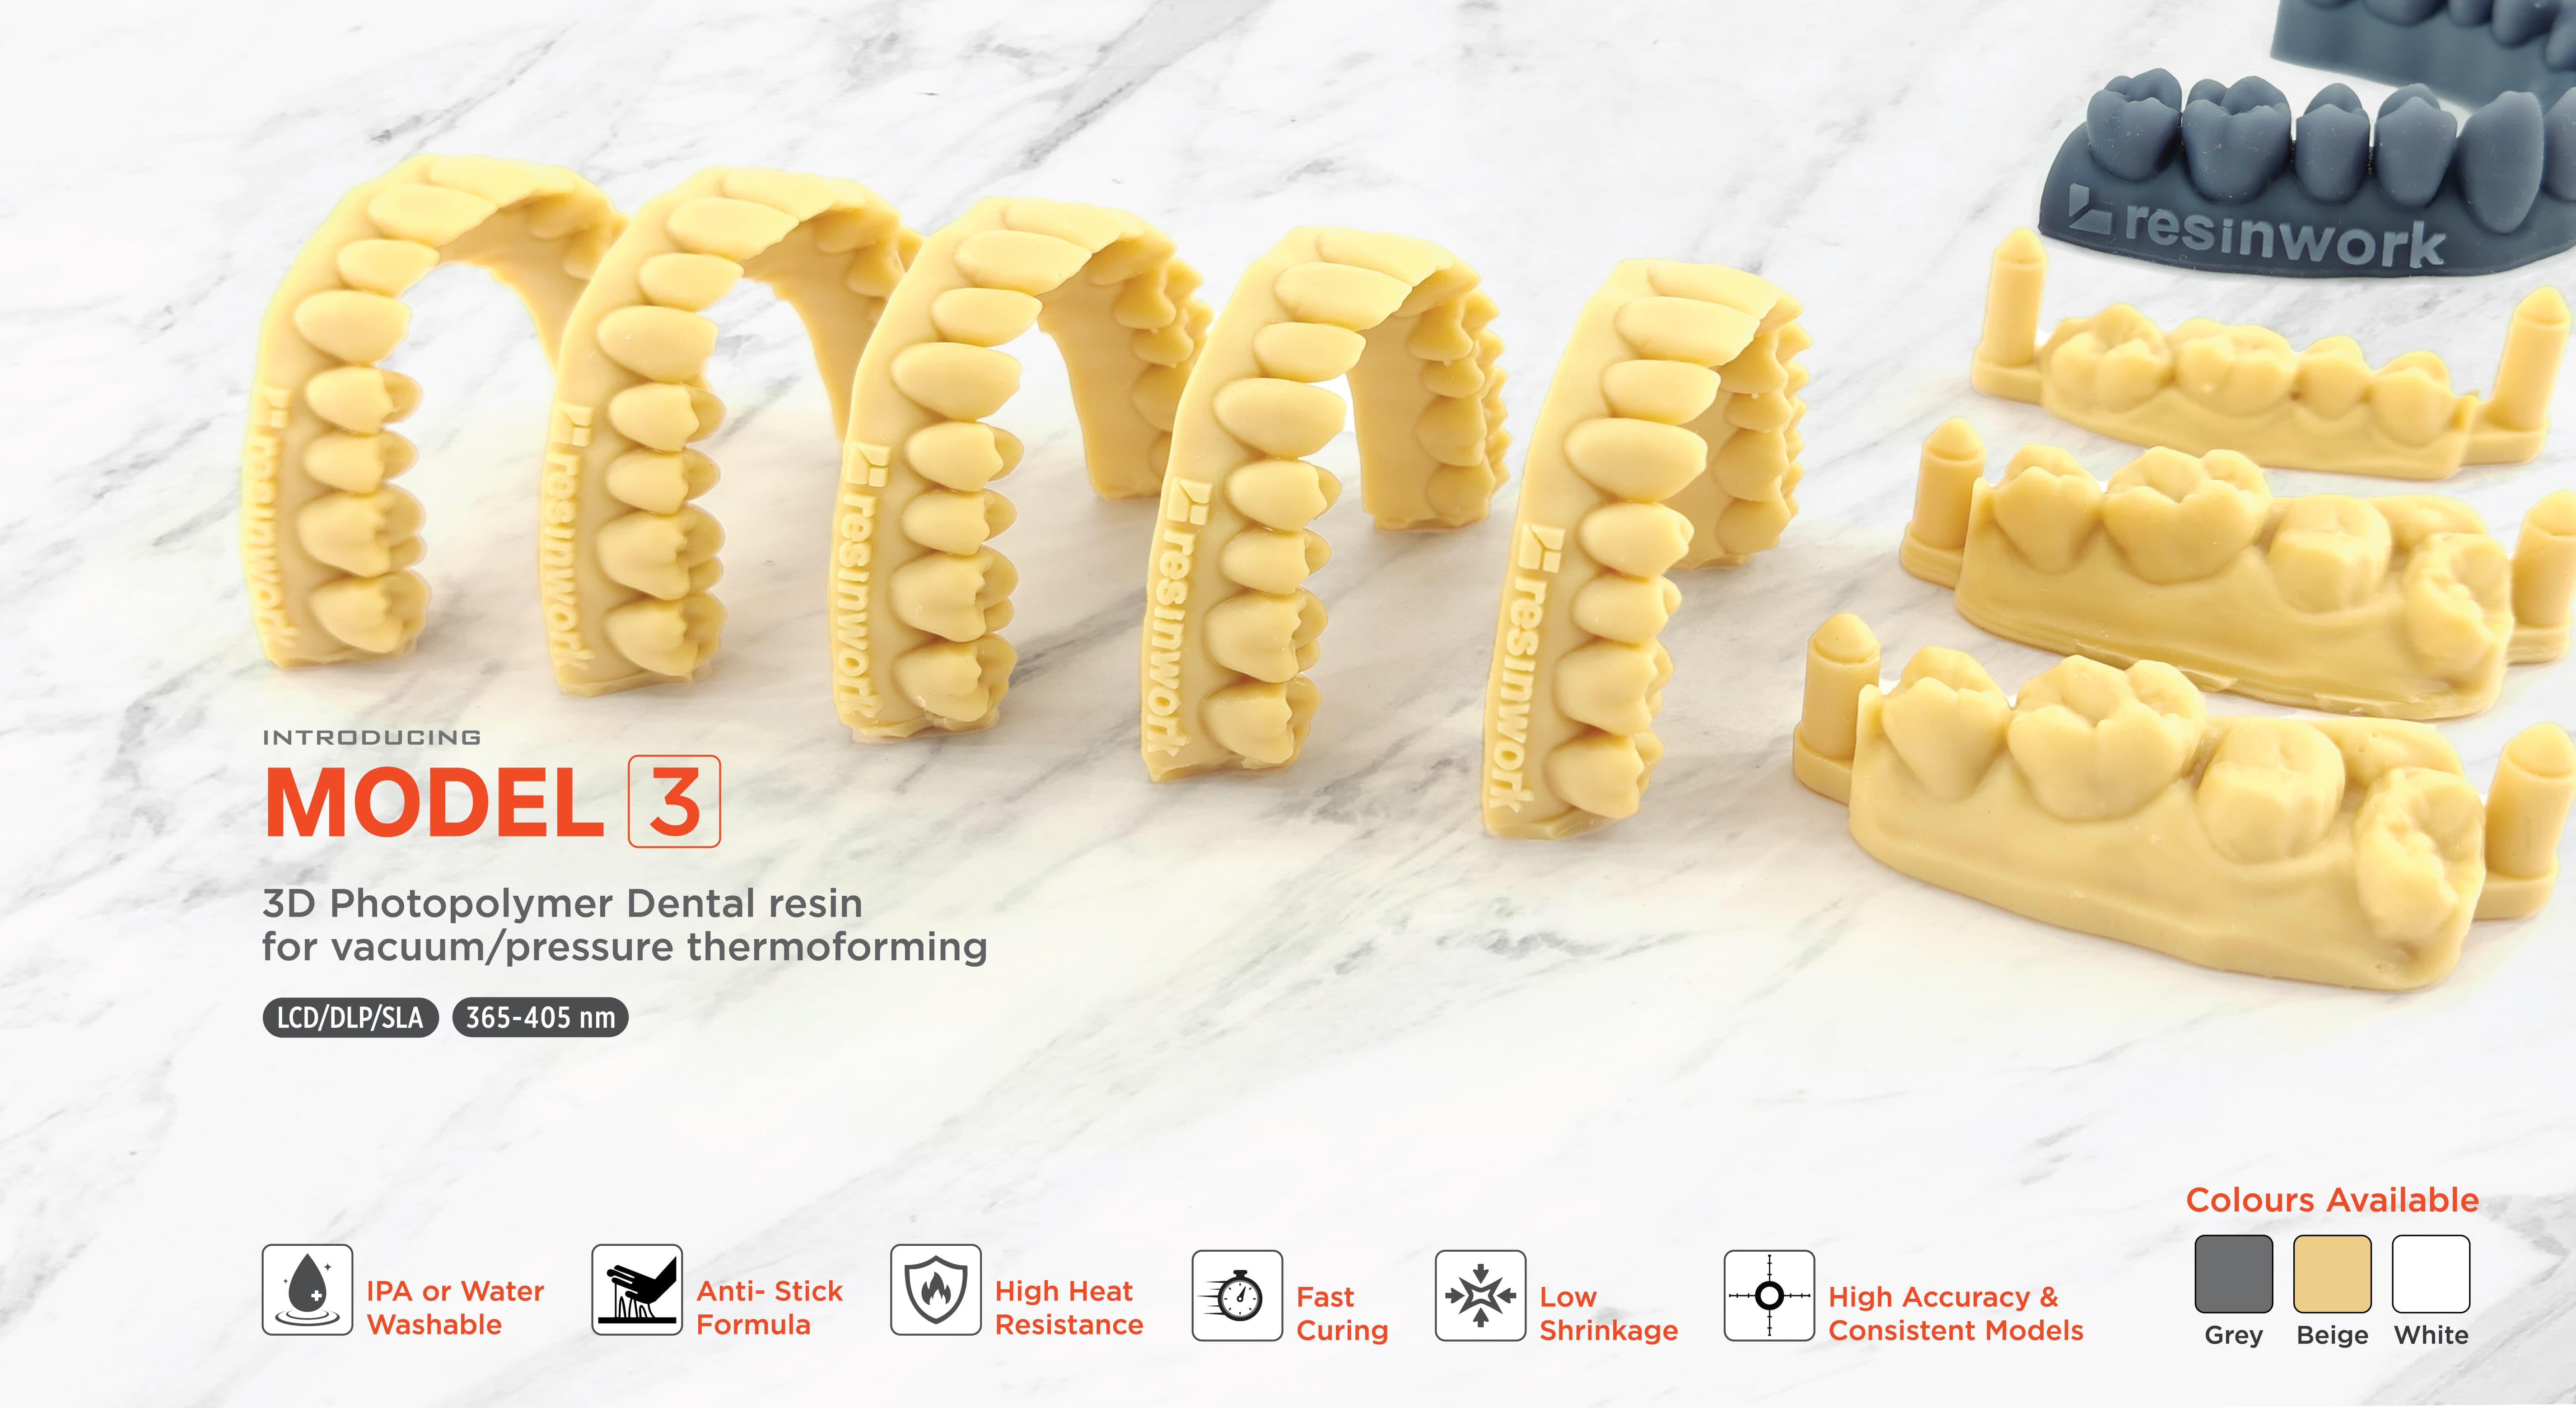 resinwork
resinwork
resinwork
resinwork
resinwork
resinwork
INTRODUCING
MODEL 3
3D Photopolymer Dental resin
for vacuum/pressure thermoforming
LCD/DLP/SLA
365-405 nm
IPA or Water
Washable
Anti- Stick
Formula
High Heat
Resistance
Fast
Curing
Low
Shrinkage
High Accuracy &
Consistent Models
Colours Available
Grey
Beige
White